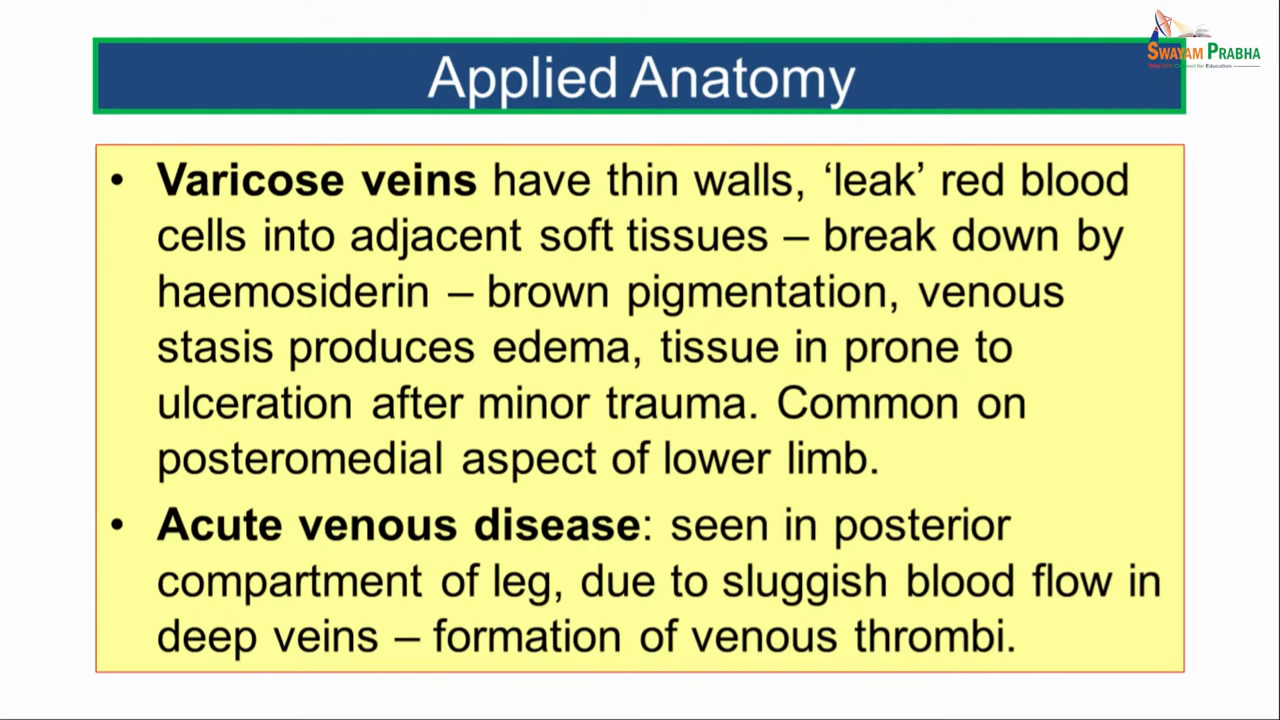 SWAYAM PRABHA
Applied Anatomy
• Varicose veins have thin walls, ‘leak’ red blood
cells into adjacent soft tissues – break down by
haemosiderin – brown pigmentation, venous
stasis produces edema, tissue in prone to
ulceration after minor trauma. Common on
posteromedial aspect of lower limb.
• Acute venous disease: seen in posterior
compartment of leg, due to sluggish blood flow in
deep veins – formation of venous thrombi.